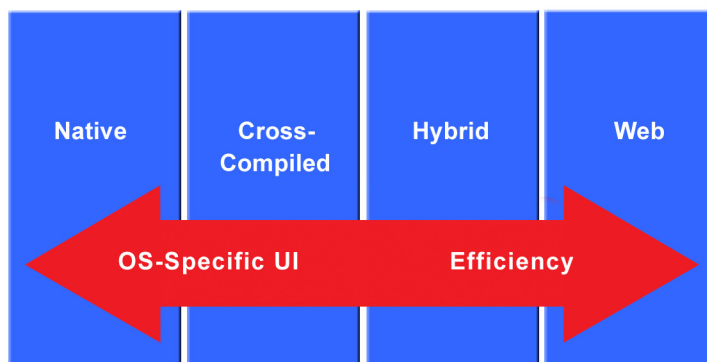 Native
Cross-
Compiled
Hybrid
Web
OS-Specific UI
Efficiency